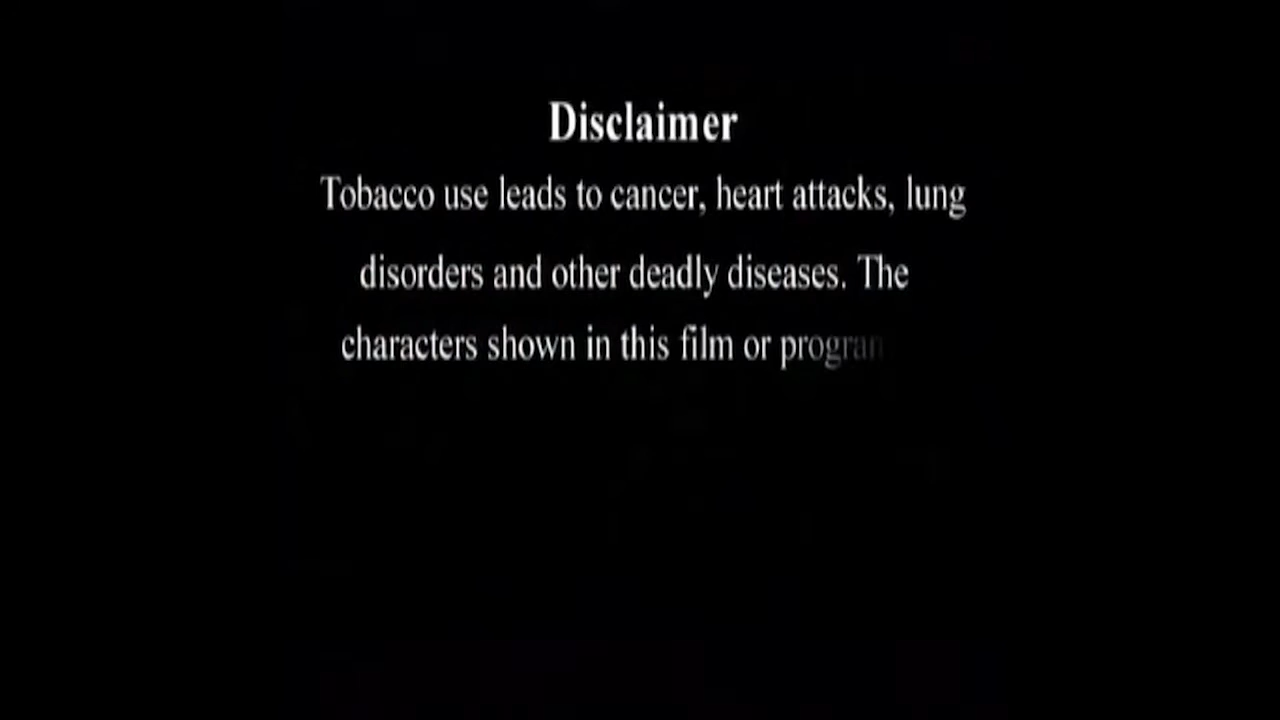 Disclaimer
Tobacco use leads to cancer, heart attacks, lung
disorders and other deadly diseases. The
characters shown in this film or progran